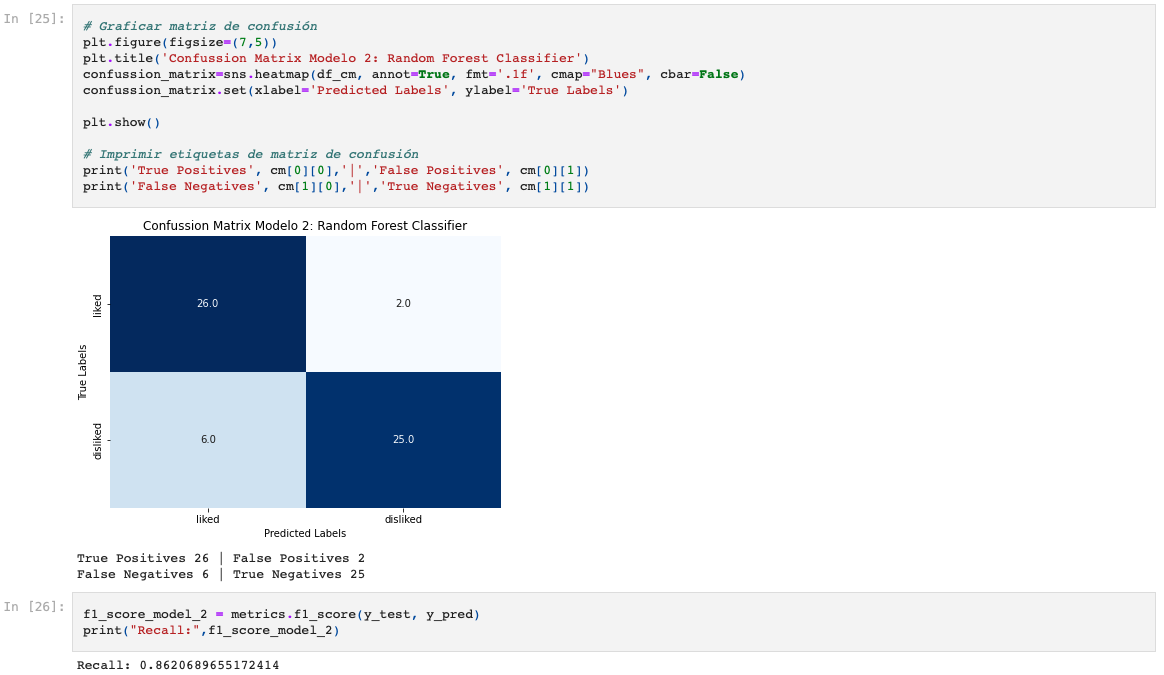 In [25]:
# Graficar matriz de confusión
plt.figure(figsize=(7,5))
plt.title('Confussion Matrix Modelo 2: Random Forest Classifier')
confussion_matrix=sns.heatmap(df_cm, annot=True, fmt='.1f', cmap="Blues", cbar=False)
confussion_matrix.set(xlabel='Predicted Labels', ylabel='True Labels')
plt.show()
# Imprimir etiquetas de matriz de confusión
print('True Positives', cm[0][0],'|','False Positives', cm[0][1])
print('False Negatives', cm[1][0],'|','True Negatives', cm[1][1])
Confussion Matrix Modelo 2: Random Forest Classifier
True Labels
liked
26.0 2.0
disliked
6.0 25.0
liked disliked
Predicted Labels
True Positives 26 | False Positives 2
False Negatives 6 | True Negatives 25
In [26]:
f1_score_model_2 = metrics.f1_score(y_test, y_pred)
print("Recall:",f1_score_model_2)
Recall: 0.8620689655172414